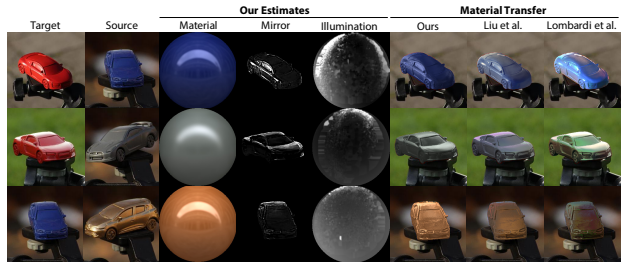 Our Estimates
Material Transfer
Target
Source
Material
Mirror
Illumination
Ours
Liu et al.
Lombardi et al.